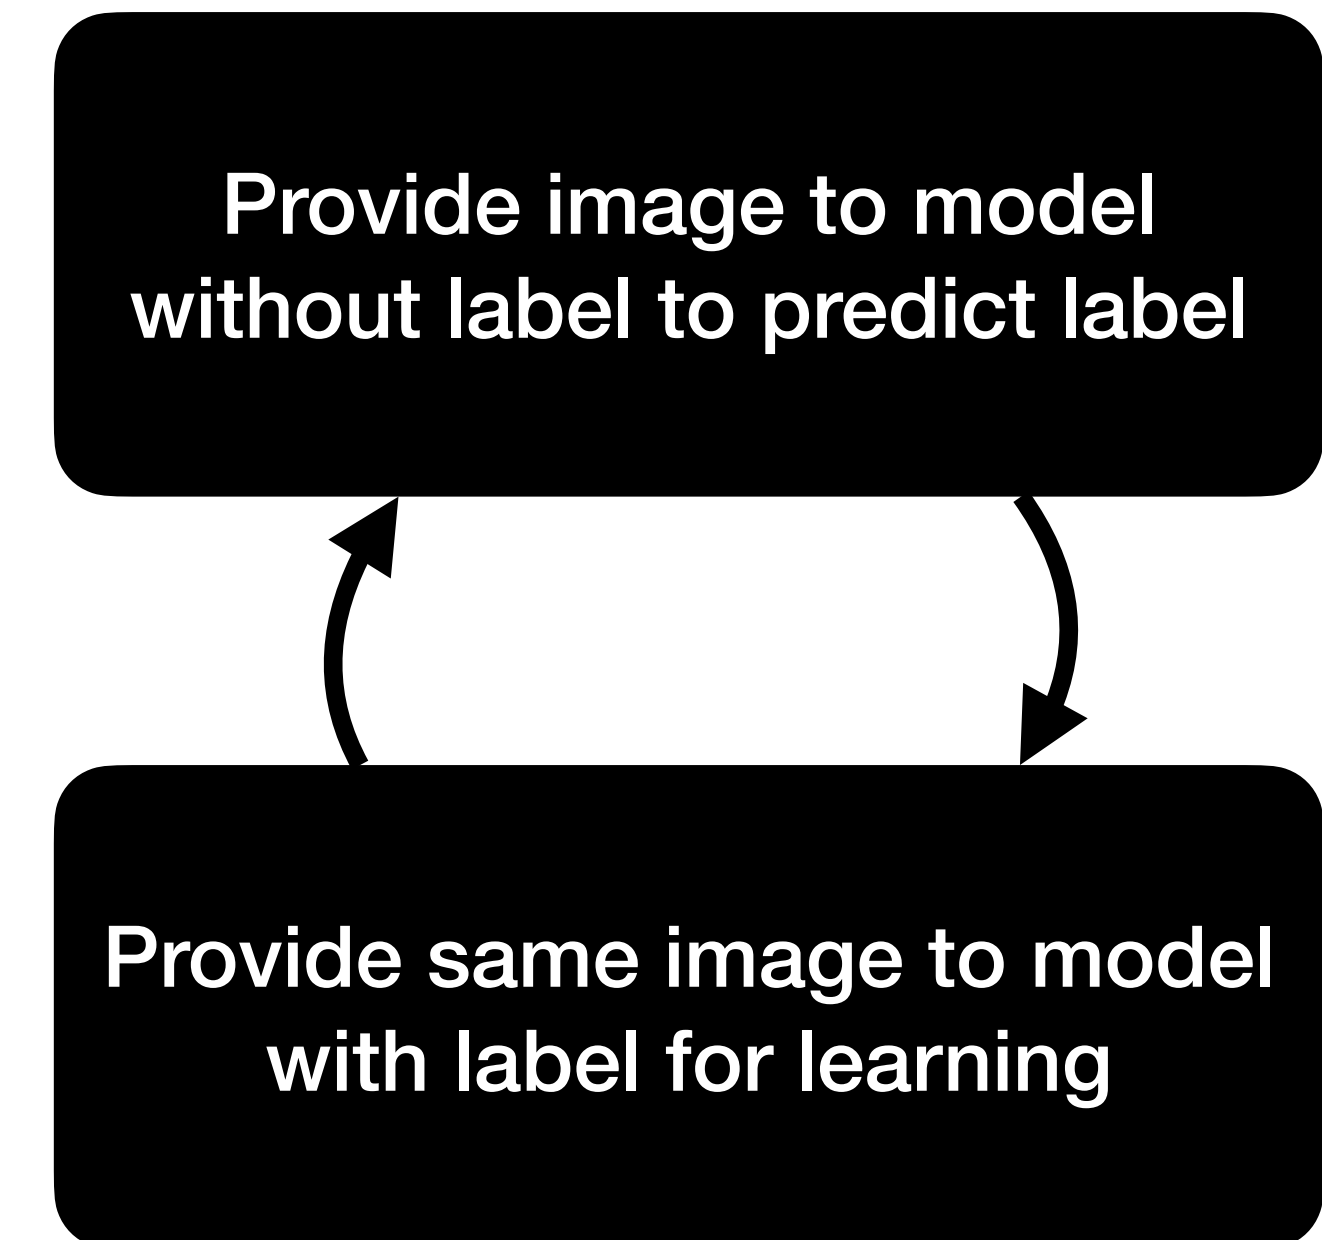 Provide image to model
without label to predict label
Provide same image to model
with label for learning